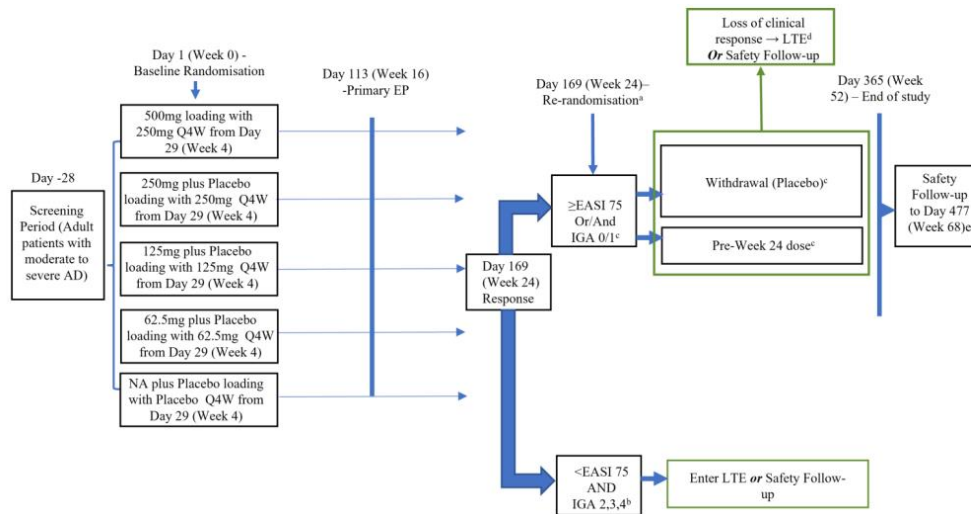 Day -28
Screening
Period (Adult
patients with
moderate to
severe AD)
Day 1 (Week 0) -
Baseline Randomisation
500mg loading with
250mg Q4W from Day
29 (Week 4)
250mg plus Placebo
loading with 250mg Q4W
from Day 29 (Week 4)
125mg plus Placebo
loading with 125mg Q4W
from Day 29 (Week 4)
62.5mg plus Placebo
loading with 62.5mg Q4W
from Day 29 (Week 4)
NA plus Placebo loading
with Placebo Q4W from
Day 29 (Week 4)
Day 113 (Week 16)
-Primary EP
Day 169
(Week 24)
Response
Day 169 (Week 24)–
Re-randomisationᵃ
≥EASI 75
Or/And
IGA 0/1ᶜ
Loss of clinical
response → LTEᵈ
Or Safety Follow-up
Withdrawal (Placebo)ᶜ
Pre-Week 24 doseᶜ
Day 365 (Week
52) – End of study
Safety
Follow-up
to Day 477
(Week 68)e
<EASI 75
AND
IGA 2,3,4ᵇ
Enter LTE or Safety Follow-
up